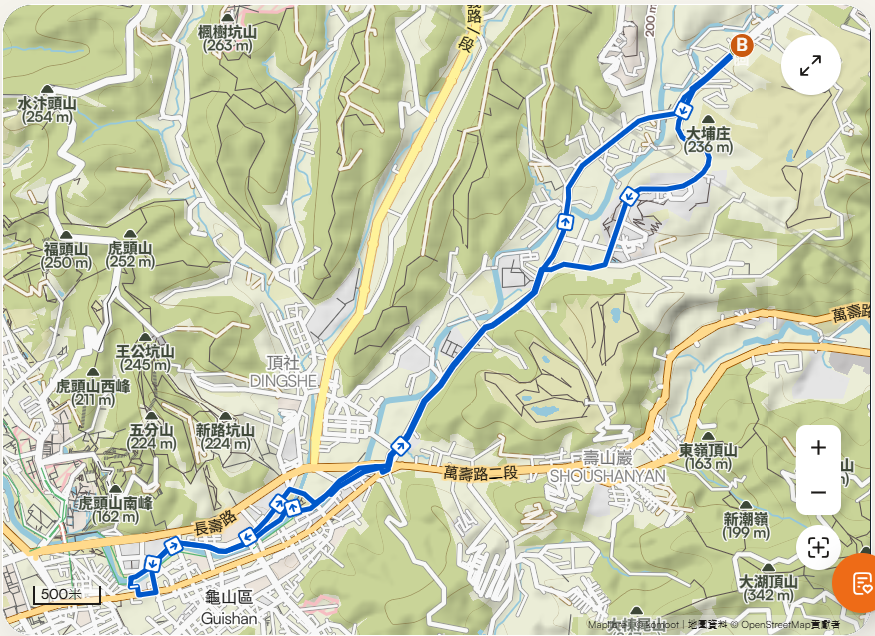 楓樹坑山
(263 m)
路一段
200 m
B
水汴頭山
(254 m)
大埔庄
(236 m)
福頭山
(250 m)
虎頭山
(252 m)
萬壽路
王公坑山
(245m)
頂社
DINGSHE
虎頭山西峰
(211 m)
五分山
(224 m)
新路坑山
(224 m)
東嶺頂山
(163 m)
壽山巖
SHOUSHANYAN
萬壽路二段
虎頭山南峰
(162 m)
長壽路
新潮嶺
(199 m)
500米
龜山區
Guishan
大湖頂山
(342 m)
地圖資料 © OpenStreetMap貢獻者